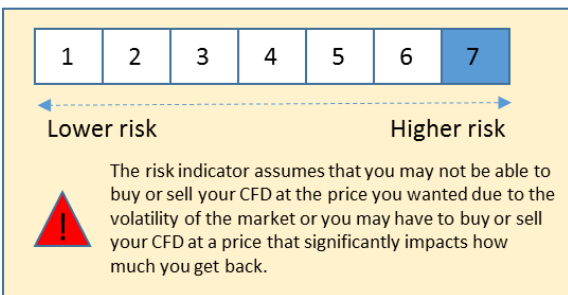 1 2 3 4 5 6 7
Lower risk Higher risk
The risk indicator assumes that you may not be able to
buy or sell your CFD at the price you wanted due to the
volatility of the market or you may have to buy or sell
your CFD at a price that significantly impacts how
much you get back.
!